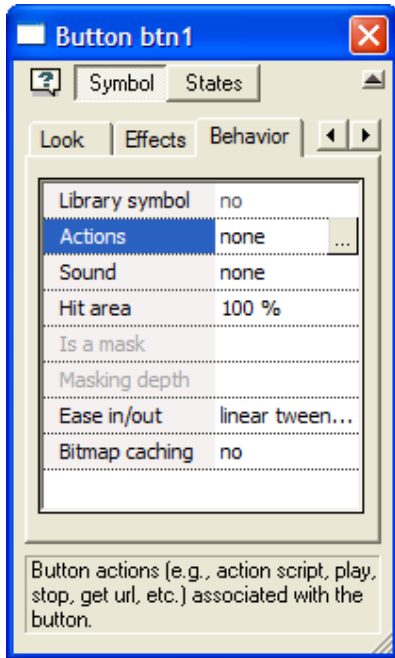 Button btn1
Symbol States
Look Effects Behavior
Library symbol no
Actions none ...
Sound none
Hit area 100 %
Is a mask
Masking depth
Ease in/out linear tween...
Bitmap caching no
Button actions (e.g., action script, play,
stop, get url, etc.) associated with the
button.